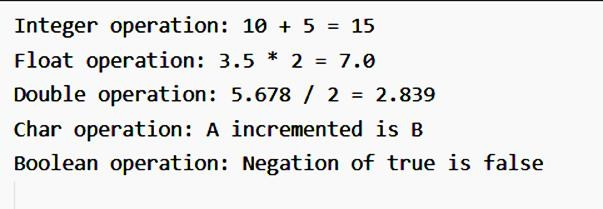 Integer operation: 10 + 5 = 15
Float operation: 3.5 * 2 = 7.0
Double operation: 5.678 / 2 = 2.839
Char operation: A incremented is B
Boolean operation: Negation of true is false